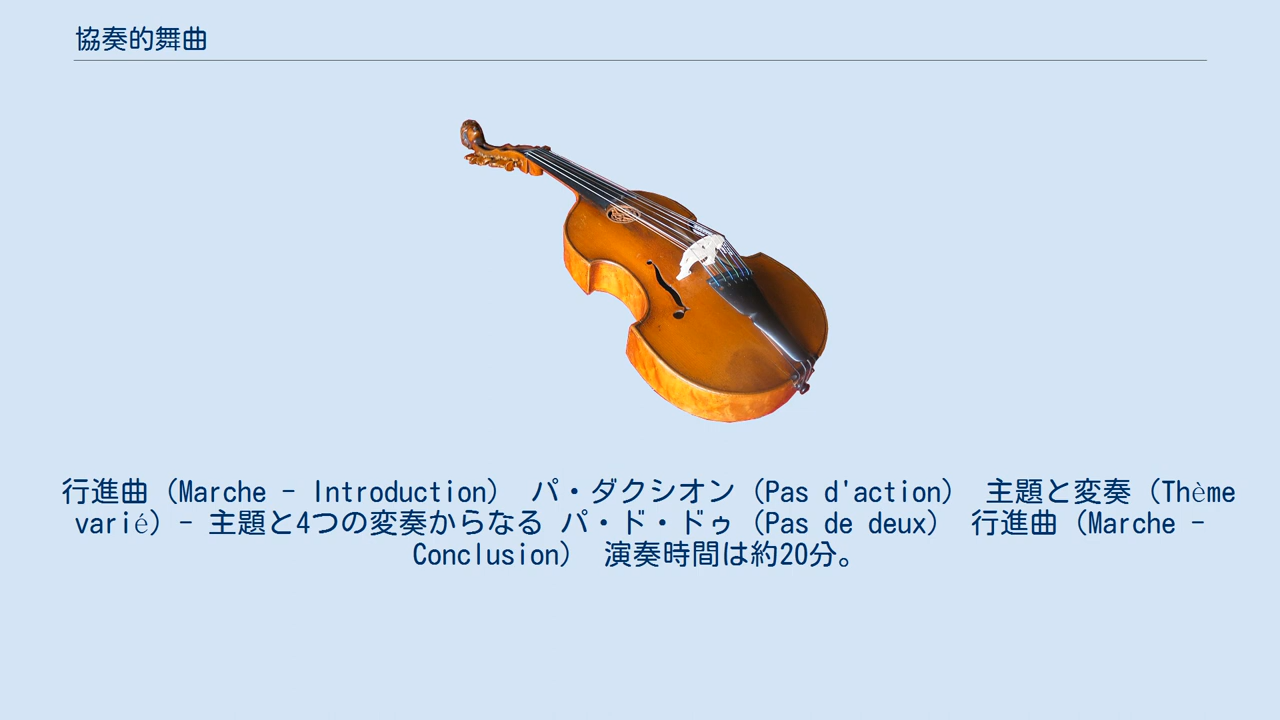 協奏的舞曲
行進曲（Marche - Introduction） パ・ダクシオン（Pas d'action） 主題と変奏（Thème
varié）- 主題と4つの変奏からなる パ・ド・ドゥ（Pas de deux） 行進曲（Marche -
Conclusion） 演奏時間は約20分。